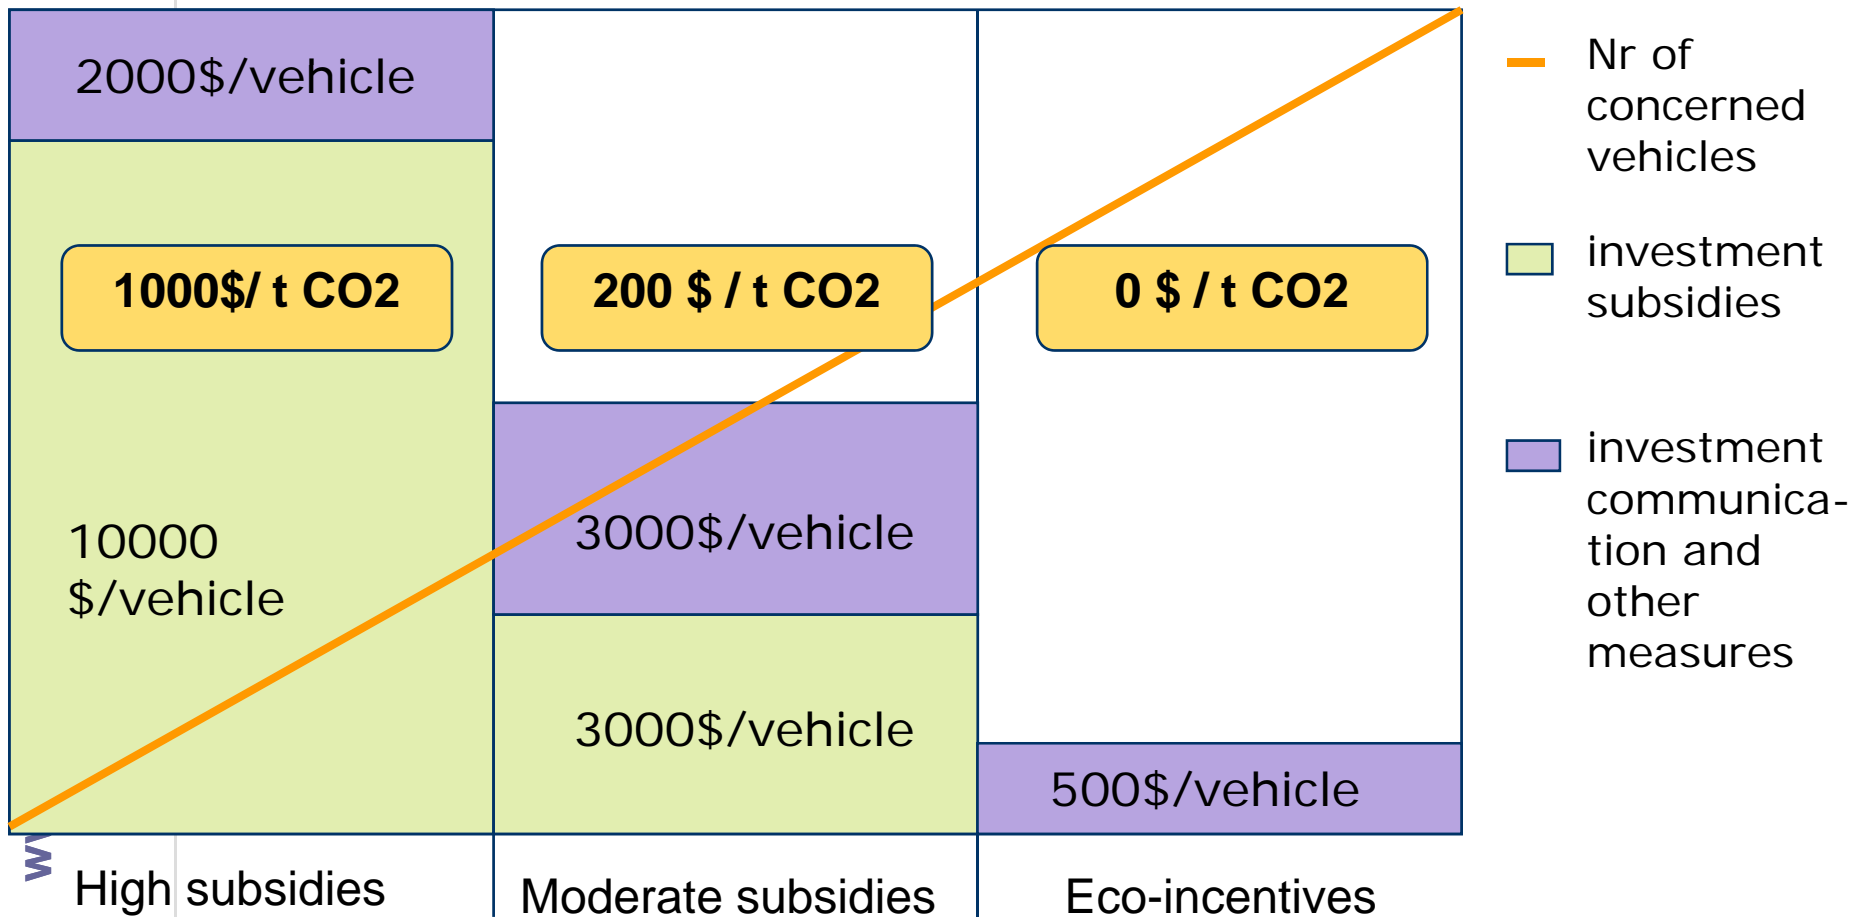 2000$/vehicle
1000$/ t CO2
200 $ / t CO2
0 $ / t CO2
10000
$/vehicle
3000$/vehicle
3000$/vehicle
500$/vehicle
High subsidies
Moderate subsidies
Eco-incentives
Nr of
concerned
vehicles
investment
subsidies
investment
communica-
tion and
other
measures